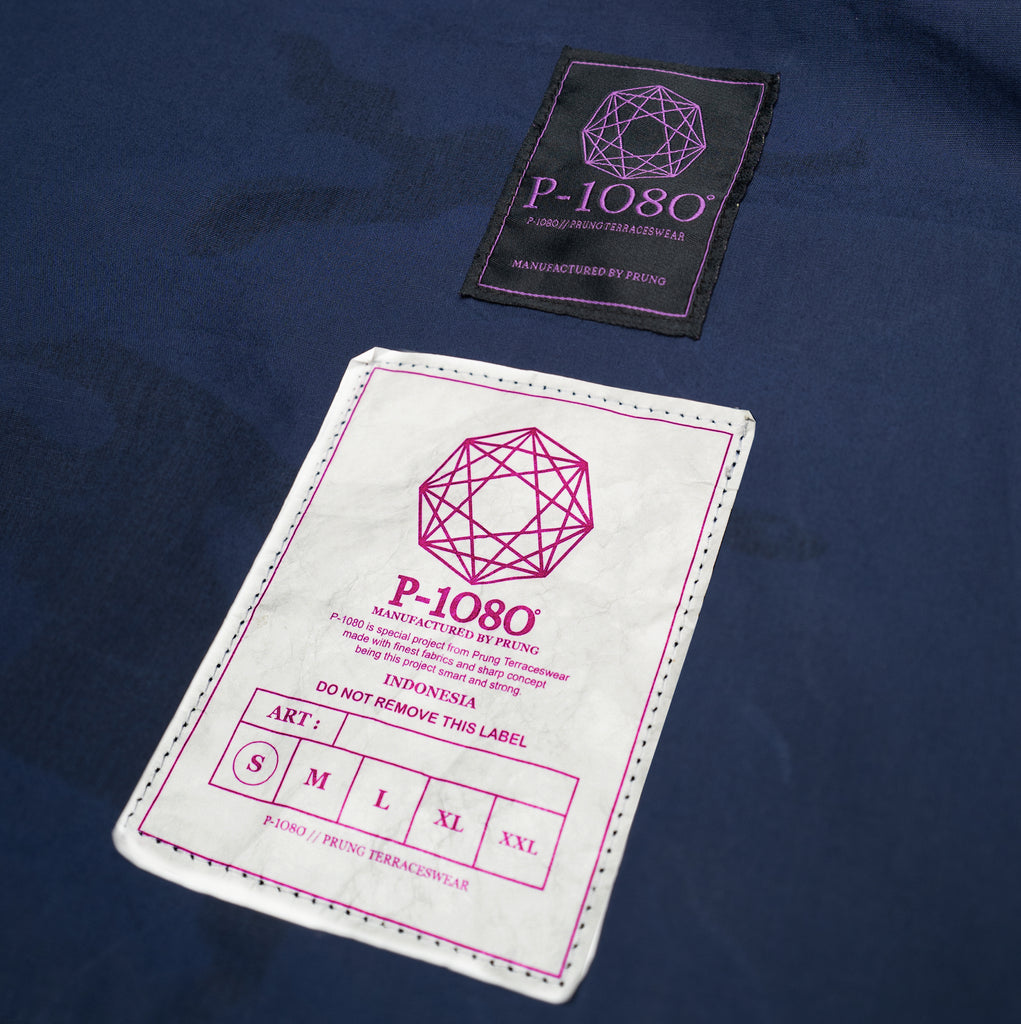 P-1080°
P-1080 // PRUNG TERRACESWEAR
MANUFACTURED BY PRUNG
P-1080°
MANUFACTURED BY PRUNG
P-1080 is special project from Prung Terraceswear
made with finest fabrics and sharp concept
being this project smart and strong.
INDONESIA
DO NOT REMOVE THIS LABEL
ART :
S M L XL XXL
P-1080 // PRUNG TERRACESWEAR